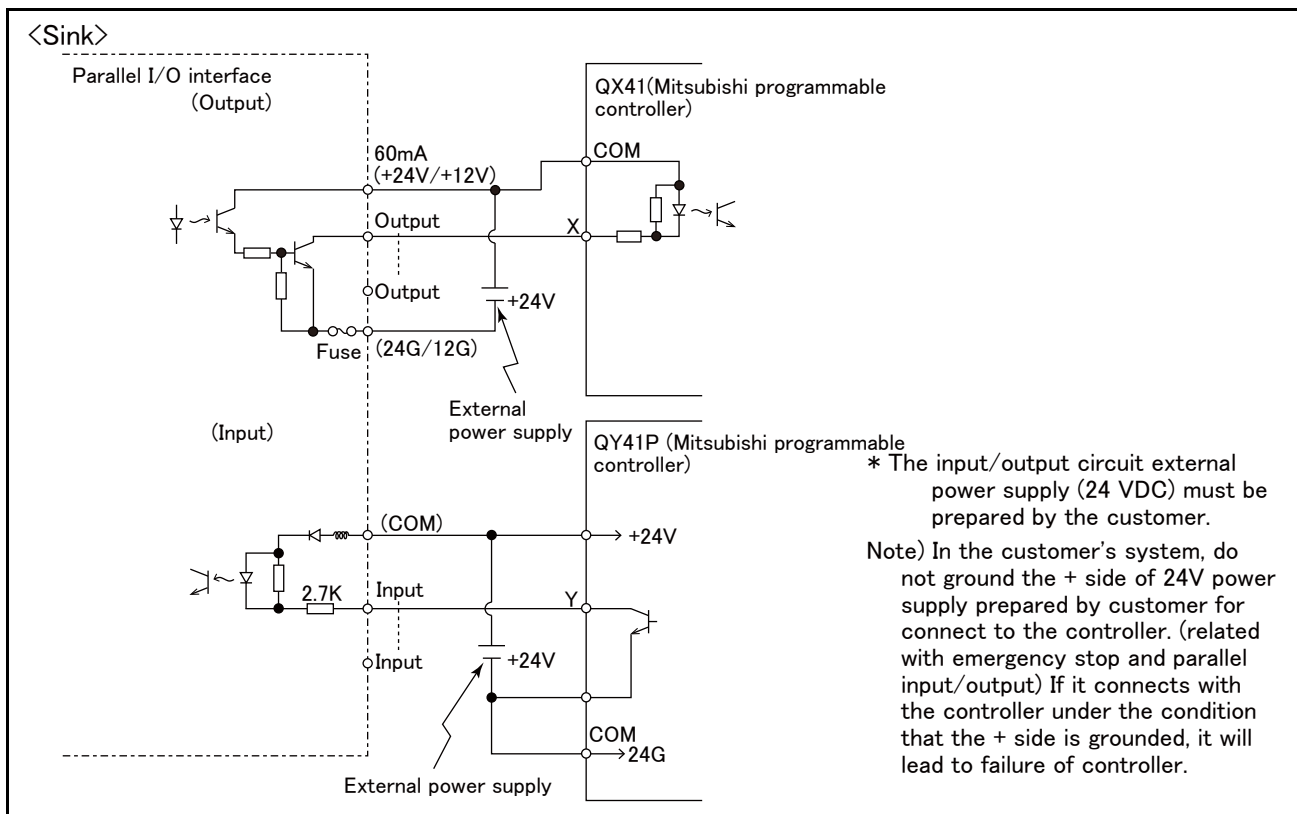 <Sink>
Parallel I/O interface
(Output)
QX41(Mitsubishi programmable
controller)
60mA
(+24V/+12V)
COM
Output
X
Output
+24V
Fuse
(24G/12G)
External
power supply
(Input)
QY41P (Mitsubishi programmable
controller)
(COM)
+24V
2.7K
Input
Y
Input
+24V
COM
24G
External power supply
* The input/output circuit external
power supply (24 VDC) must be
prepared by the customer.
Note) In the customer's system, do
not ground the + side of 24V power
supply prepared by customer for
connect to the controller. (related
with emergency stop and parallel
input/output) If it connects with
the controller under the condition
that the + side is grounded, it will
lead to failure of controller.